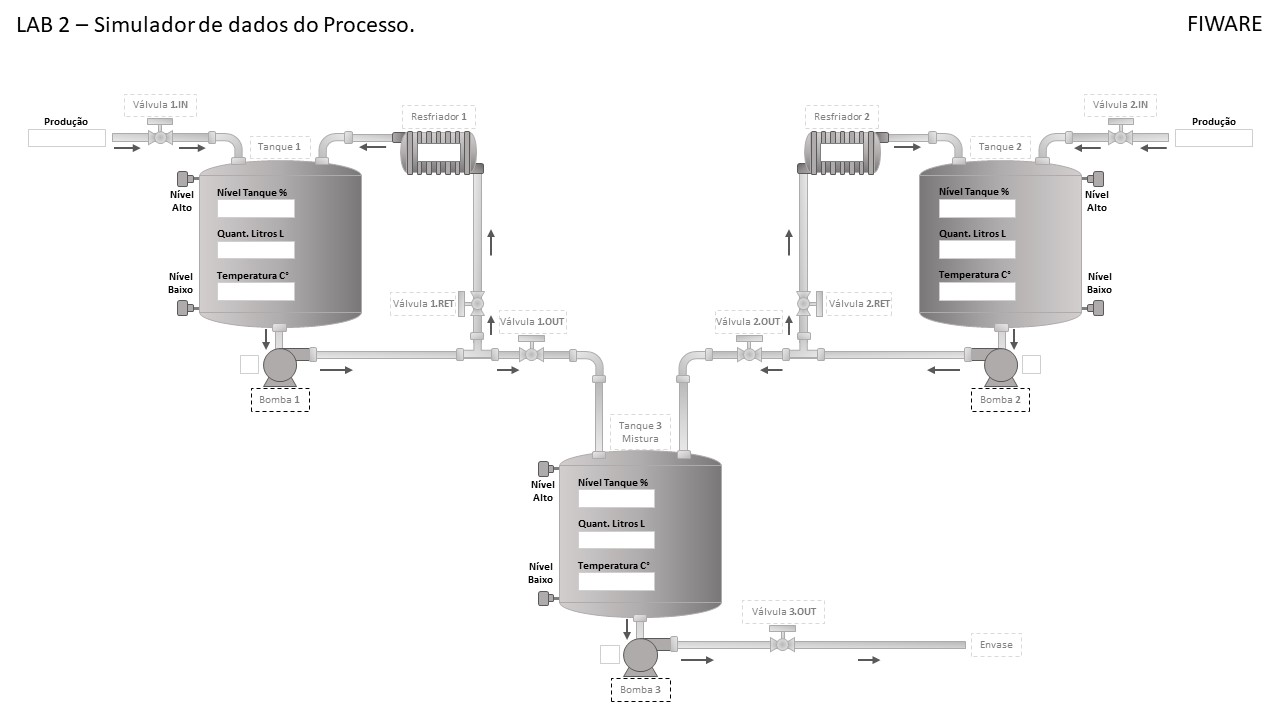 LAB 2 – Simulador de dados do Processo.
FIWARE
Válvula 1.IN
Produção
Resfriador 1
Tanque 1
Nível
Alto
Nível Tanque %
Quant. Litros L
Nível
Baixo
Temperatura C°
Válvula 1.RET
Válvula 1.OUT
Bomba 1
Válvula 2.IN
Produção
Resfriador 2
Tanque 2
Nível Tanque %
Nível
Alto
Quant. Litros L
Temperatura C°
Nível
Baixo
Válvula 2.RET
Válvula 2.OUT
Bomba 2
Tanque 3
Mistura
Nível
Alto
Nível Tanque %
Quant. Litros L
Nível
Baixo
Temperatura C°
Válvula 3.OUT
Envase
Bomba 3